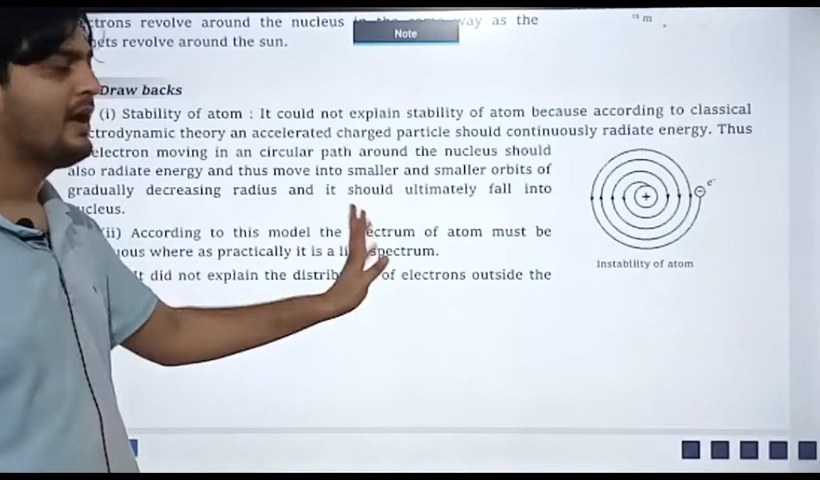 ctrons revolve around the nucleus way as the
ets revolve around the sun.
Note
m
Draw backs
(i) Stability of atom : It could not explain stability of atom because according to classical
ctrodynamic theory an accelerated charged particle should continuously radiate energy. Thus
electron moving in an circular path around the nucleus should
also radiate energy and thus move into smaller and smaller orbits of
gradually decreasing radius and it should ultimately fall into
ucleus.
(ii) According to this model the ectrum of atom must be
uous where as practically it is a li spectrum.
It did not explain the distrib of electrons outside the
+
− e⁻
Instability of atom